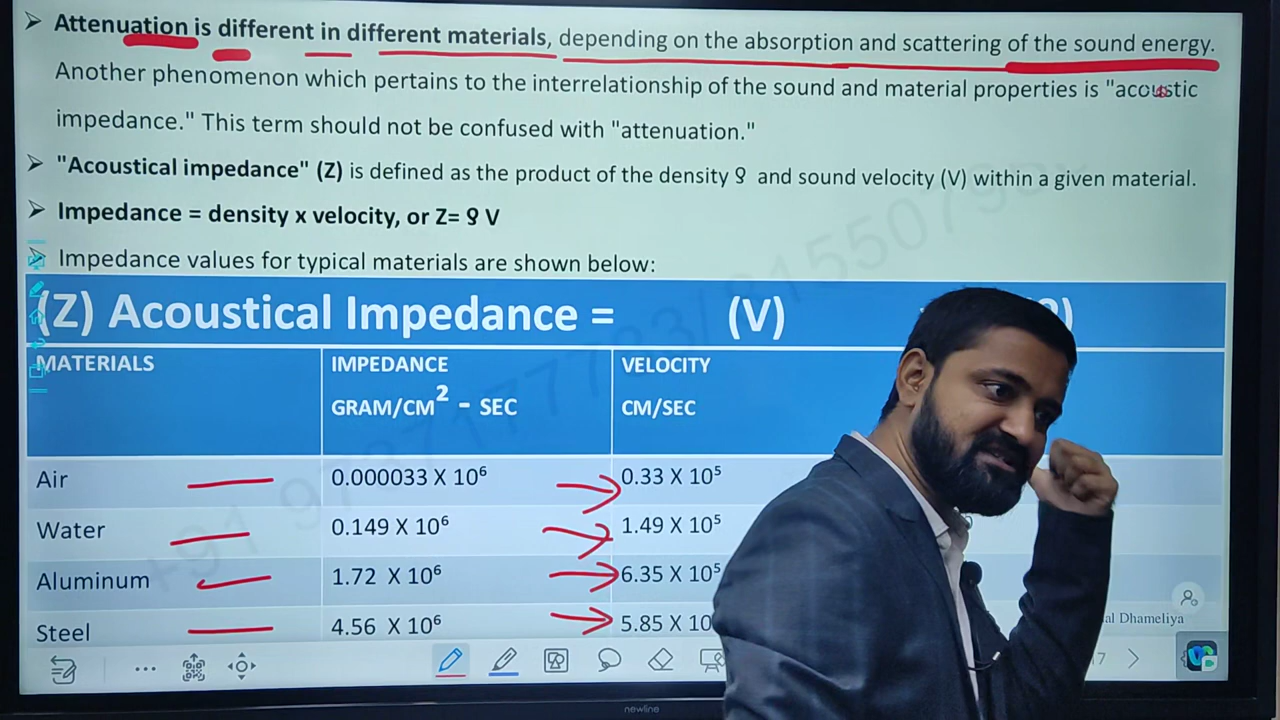 ➢ Attenuation is different in different materials, depending on the absorption and scattering of the sound energy.
Another phenomenon which pertains to the interrelationship of the sound and material properties is "acoustic
impedance." This term should not be confused with "attenuation."
➢ "Acoustical impedance" (Z) is defined as the product of the density ϱ and sound velocity (V) within a given material.
➢ Impedance = density x velocity, or Z= ϱ V
➢ Impedance values for typical materials are shown below:
(Z) Acoustical Impedance = (V)
MATERIALS IMPEDANCE GRAM/CM² - SEC VELOCITY CM/SEC
Air 0.000033 X 10⁶ 0.33 X 10⁵
Water 0.149 X 10⁶ 1.49 X 10⁵
Aluminum 1.72 X 10⁶ 6.35 X 10⁵
Steel 4.56 X 10⁶ 5.85 X 10
al Dhameliya
7
newline